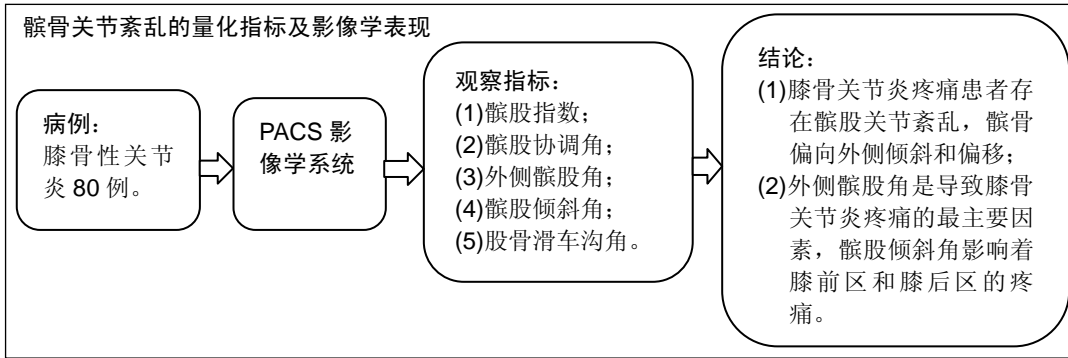 髌骨关节紊乱的量化指标及影像学表现
病例：
膝骨性关节
炎 80 例。
PACS 影
像学系统
观察指标：
(1)髌股指数；
(2)髌股协调角；
(3)外侧髌股角；
(4)髌股倾斜角；
(5)股骨滑车沟角。
结论：
(1)膝骨关节炎疼痛患者存
在髌股关节紊乱，髌骨
偏向外侧倾斜和偏移；
(2)外侧髌股角是导致膝骨
关节炎疼痛的最主要因
素，髌股倾斜角影响着
膝前区和膝后区的疼
痛。